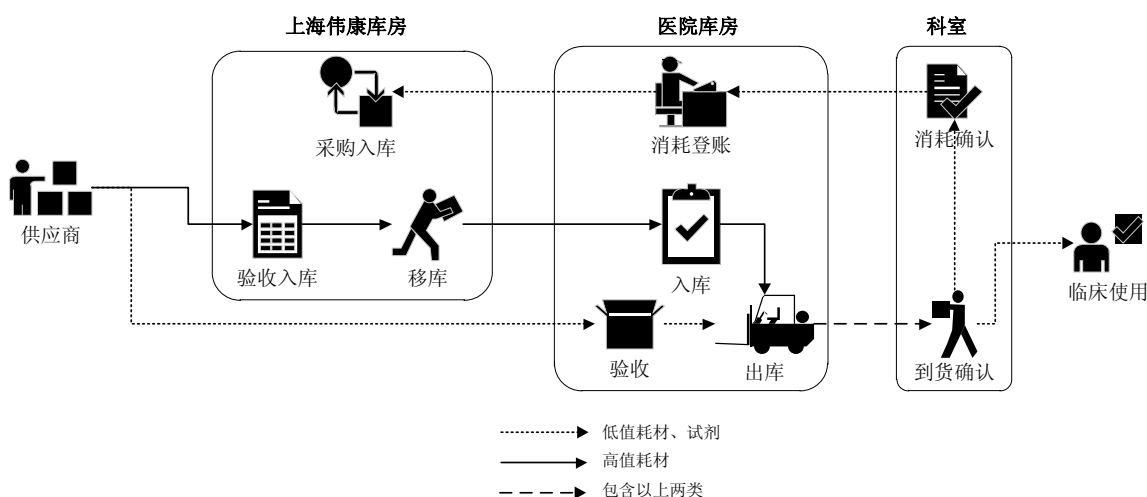 上海伟康库房
医院库房
科室
采购入库
消耗登账
消耗确认
供应商
验收入库
移库
入库
临床使用
验收
出库
到货确认
低值耗材、试剂
高值耗材
包含以上两类